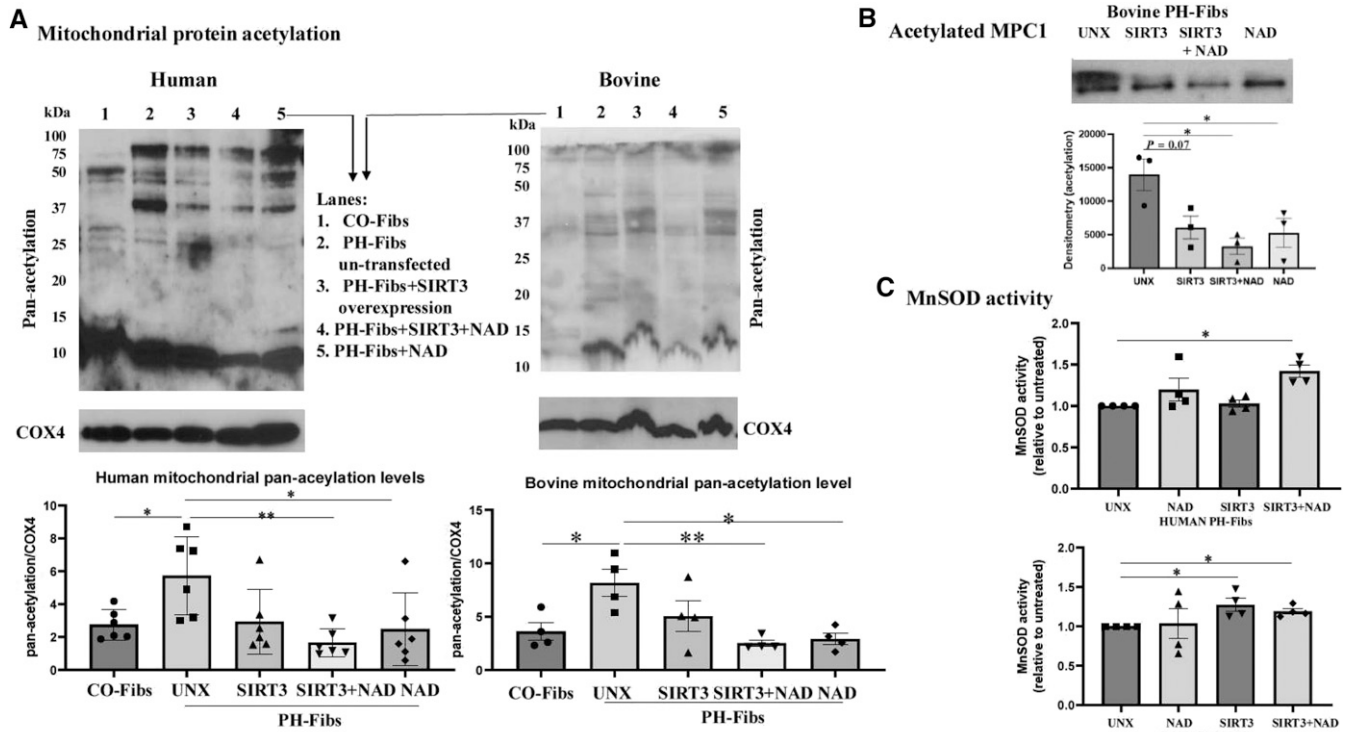 A
Mitochondrial protein acetylation
Human
kDa
1 2 3 4 5
100
75
50
37
25
20
15
10
Pan-acetylation
COX4
Lanes:
1. CO-Fibs
2. PH-Fibs
un-transfected
3. PH-Fibs+SIRT3
overexpression
4. PH-Fibs+SIRT3+NAD
5. PH-Fibs+NAD
Bovine
kDa
1 2 3 4 5
100
75
50
37
25
20
15
10
Pan-acetylation
COX4
Human mitochondrial pan-aceylation levels
pan-acetylation/COX4
10
8
6
4
2
0
* ** *
CO-Fibs UNX SIRT3 SIRT3+NAD NAD
PH-Fibs
Bovine mitochondrial pan-acetylation level
pan-acetylation/COX4
15
10
5
0
* ** *
CO-Fibs UNX SIRT3 SIRT3+NAD NAD
PH-Fibs
B
Acetylated MPC1
Bovine PH-Fibs
UNX SIRT3 SIRT3 NAD
+ NAD
Densitometry (acetylation)
20000
15000
10000
5000
0
*
*
P = 0.07
UNX SIRT3 SIRT3+NAD NAD
C
MnSOD activity
MnSOD activity
(relative to untreated)
2.0
1.5
1.0
0.5
0.0
*
UNX NAD SIRT3 SIRT3+NAD
HUMAN PH-Fibs
MnSOD activity
(relative to untreated)
2.0
1.5
1.0
0.5
0.0
*
*
UNX NAD SIRT3 SIRT3+NAD